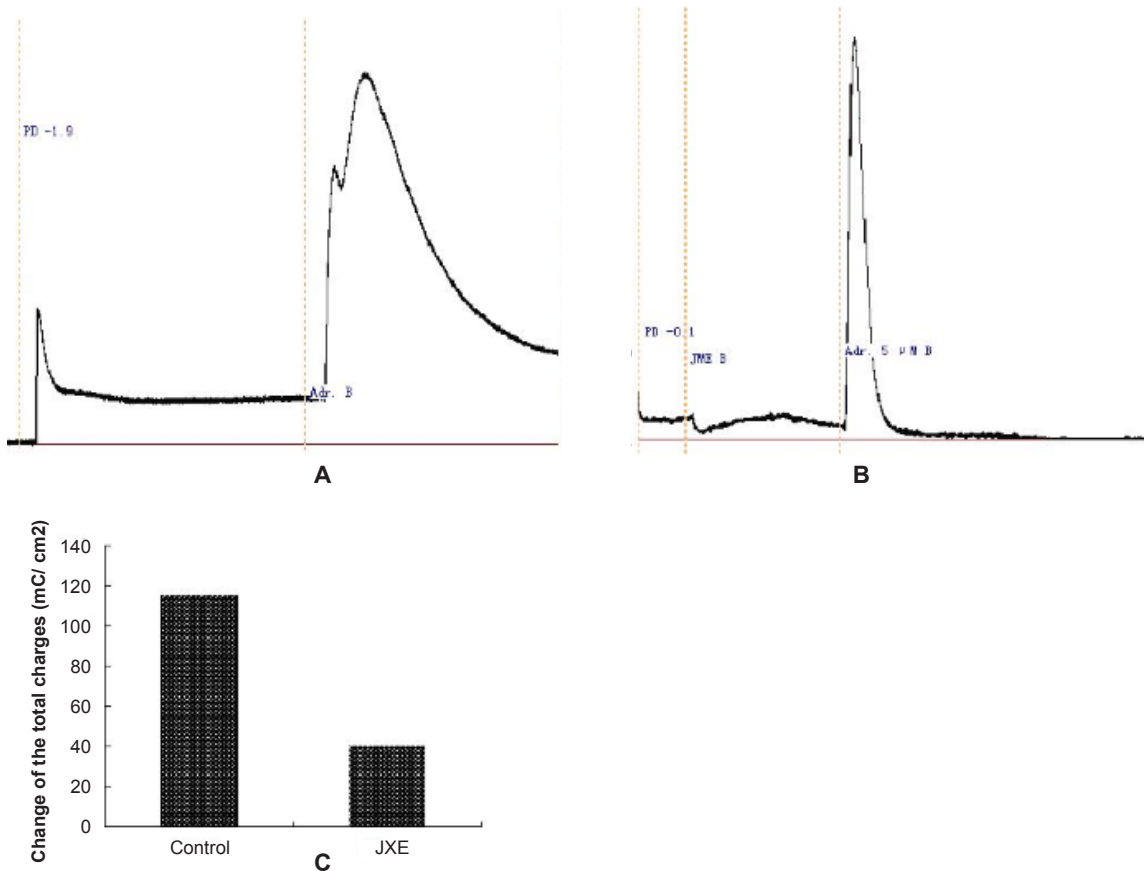 PD -1.9
Adr. B
A
PD -0.1
JWE B
Adr. 5 μM B
B
Change of the total charges (mC/ cm2)
140
120
100
80
60
40
20
0
Control
JXE
C